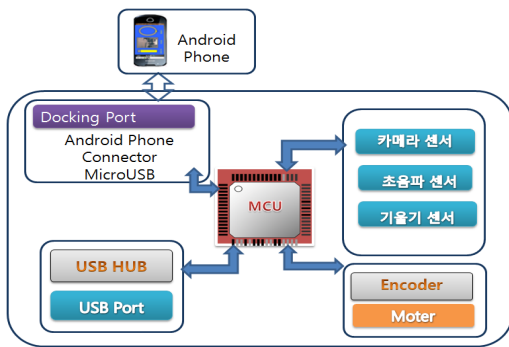 Android
Phone
Docking Port
Android Phone
Connector
MicroUSB
MCU
카메라 센서
초음파 센서
기울기 센서
USB HUB
USB Port
Encoder
Moter